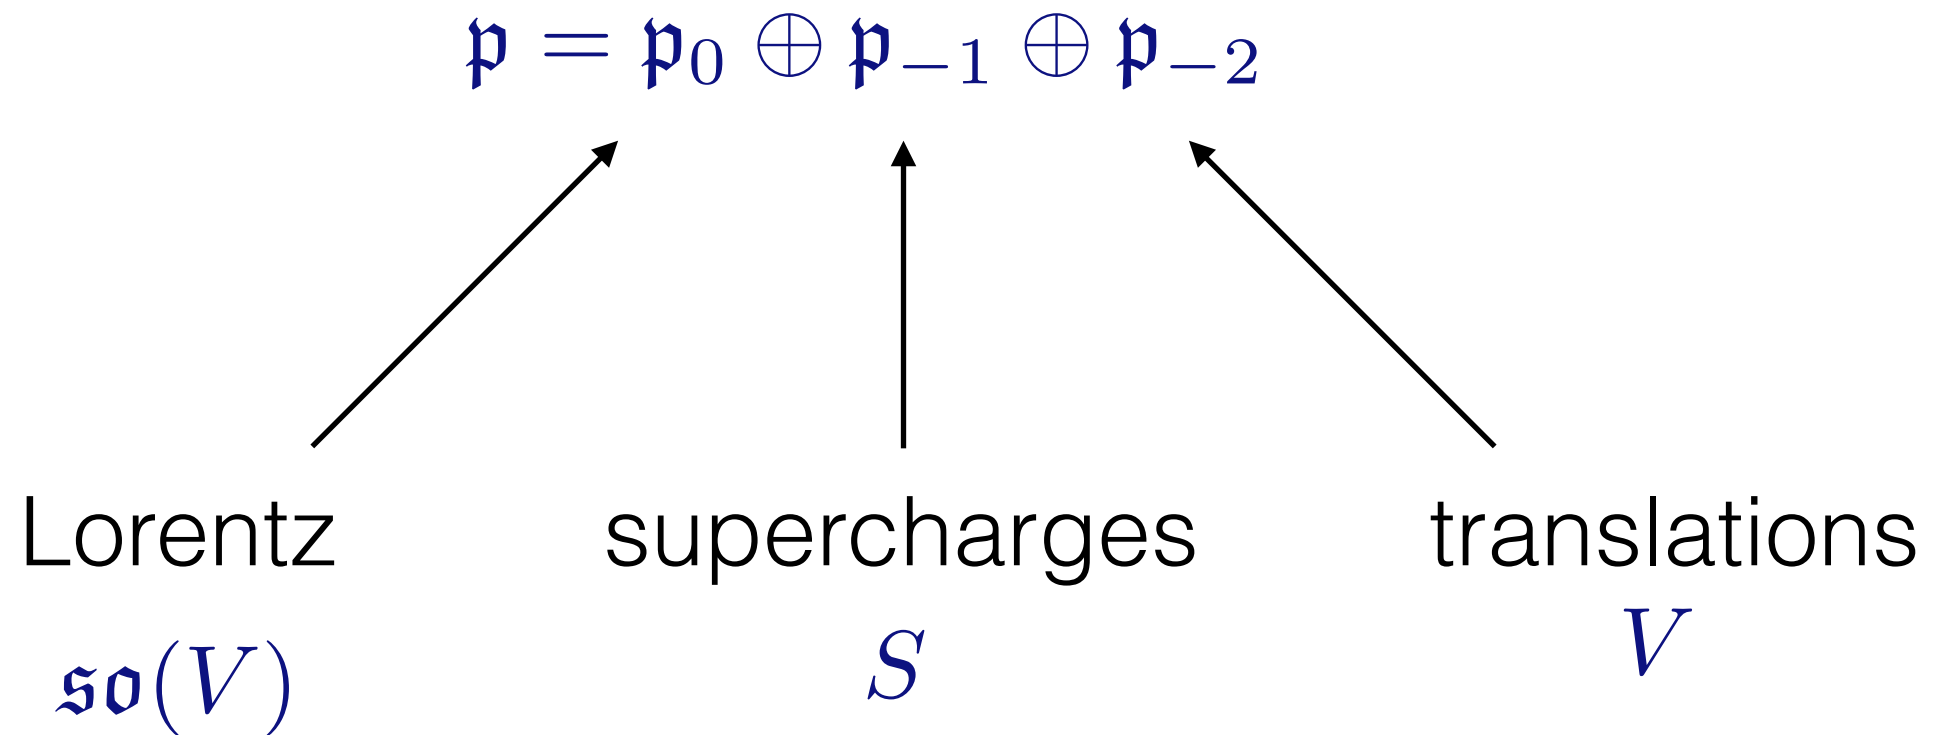 𝔭 = 𝔭₀ ⊕ 𝔭₋₁ ⊕ 𝔭₋₂
Lorentz supercharges translations
𝔰𝔬(V) S V